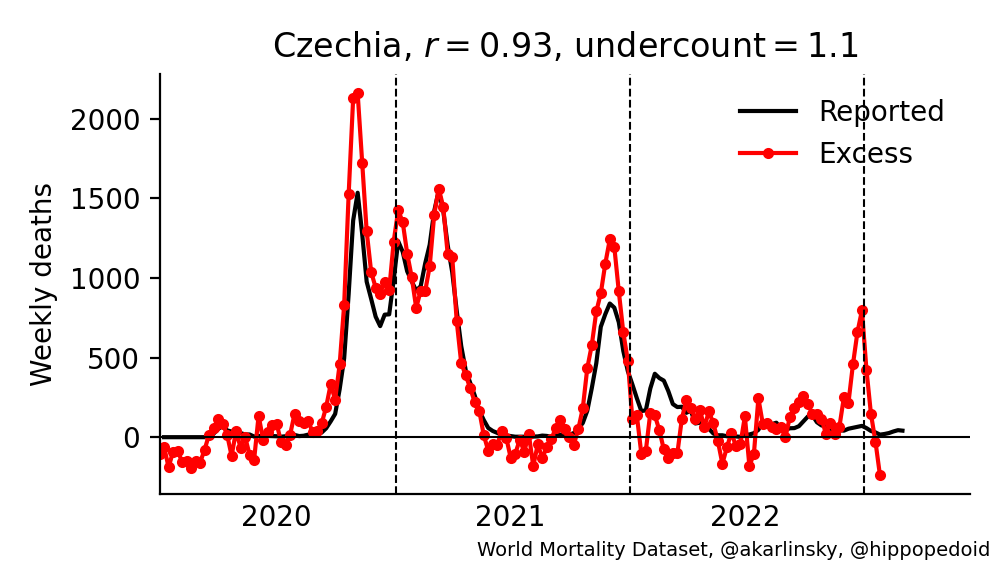 Czechia, r = 0.93, undercount = 1.1
Weekly deaths
2000
1500
1000
500
0
Reported
Excess
2020
2021
2022
World Mortality Dataset, @akarlinsky, @hippopedoid